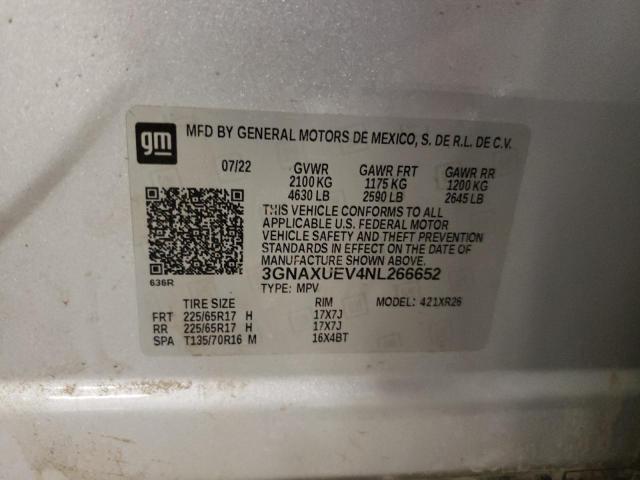 gm
MFD BY GENERAL MOTORS DE MEXICO, S. DE R.L. DE C.V.
07/22 GVWR GAWR FRT GAWR RR
2100 KG 1175 KG 1200 KG
4630 LB 2590 LB 2645 LB
THIS VEHICLE CONFORMS TO ALL
APPLICABLE U.S. FEDERAL MOTOR
VEHICLE SAFETY AND THEFT PREVENTION
STANDARDS IN EFFECT ON THE DATE OF
MANUFACTURE SHOWN ABOVE.
3GNAXUEV4NL266652
636R
TYPE: MPV
TIRE SIZE RIM MODEL: 421XR26
FRT 225/65R17 H 17X7J
RR 225/65R17 H 17X7J
SPA T135/70R16 M 16X4BT